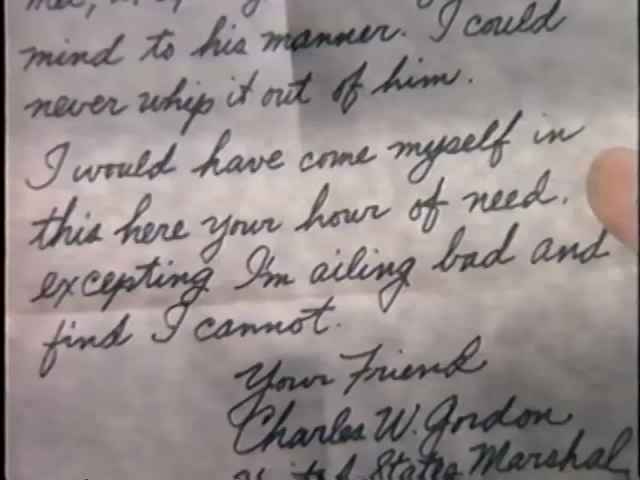 mind to his manner. I could
never whip it out of him.
I would have come myself in
this here your hour of need.
excepting I'm ailing bad and
find I cannot.
Your Friend
Charles W. Gordon
United States Marshal